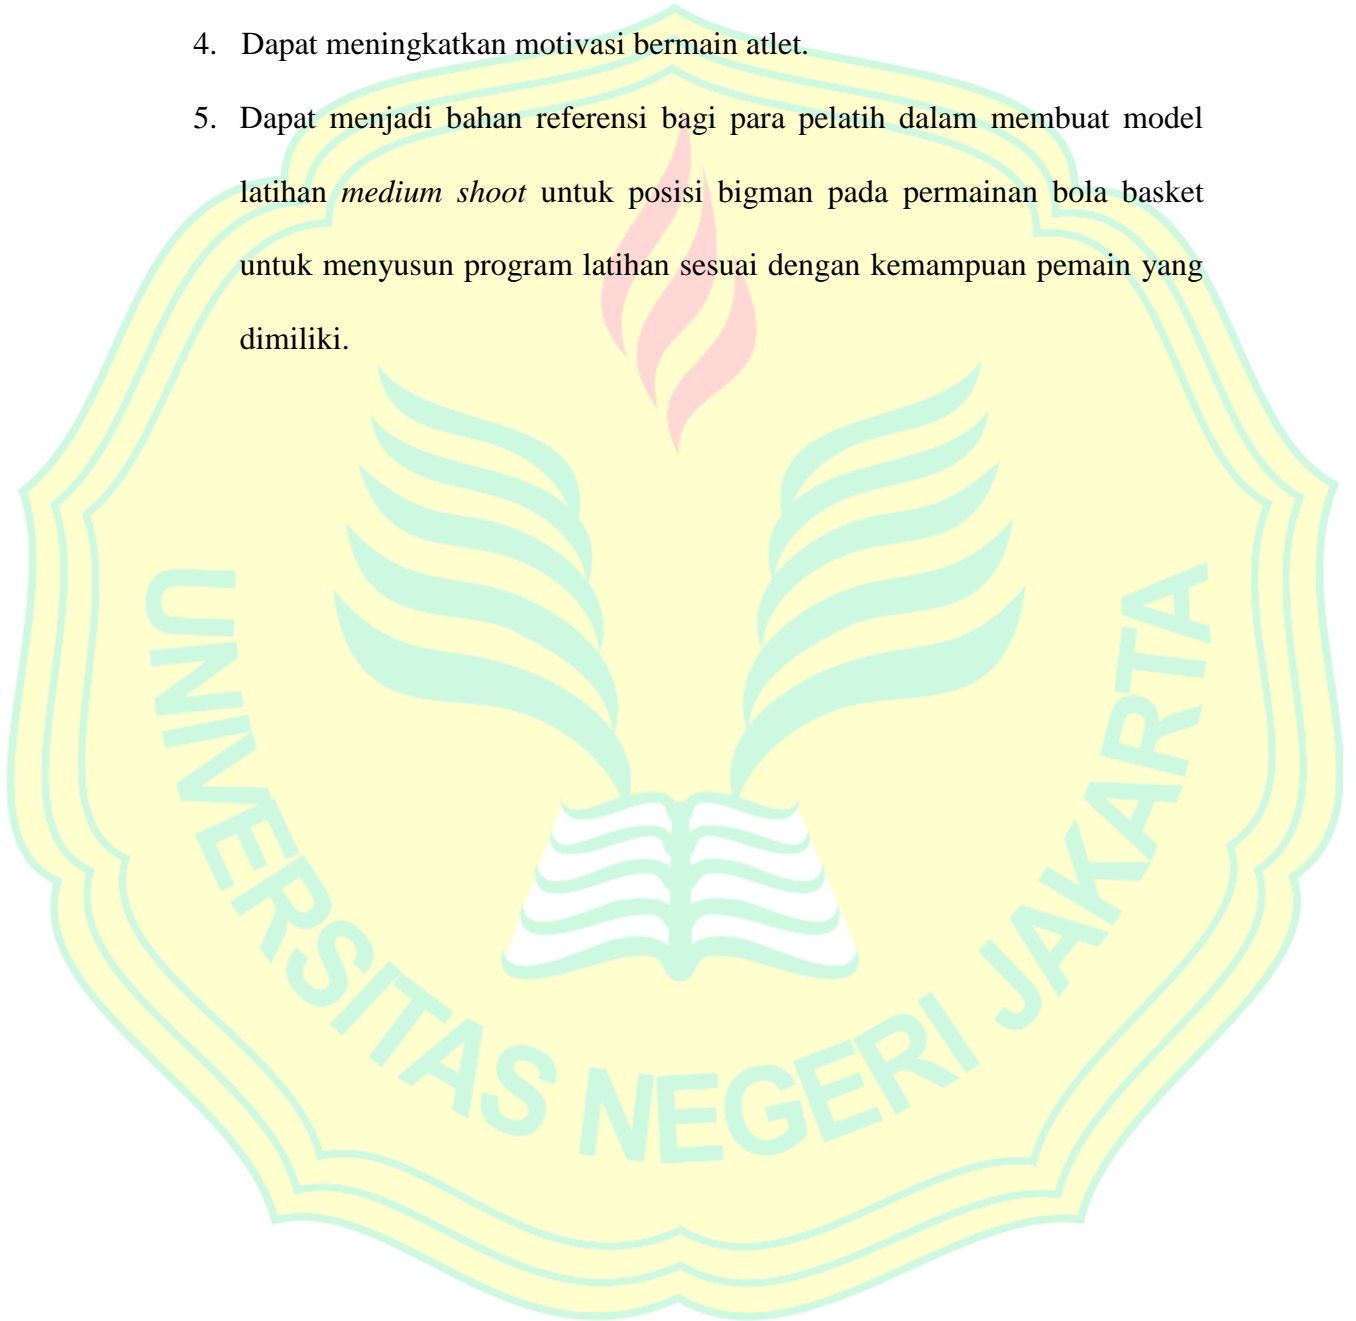 4. Dapat meningkatkan motivasi bermain atlet.
5. Dapat menjadi bahan referensi bagi para pelatih dalam membuat model
latihan medium shoot untuk posisi bigman pada permainan bola basket
untuk menyusun program latihan sesuai dengan kemampuan pemain yang
dimiliki.
UNIVERSITAS NEGERI JAKARTA